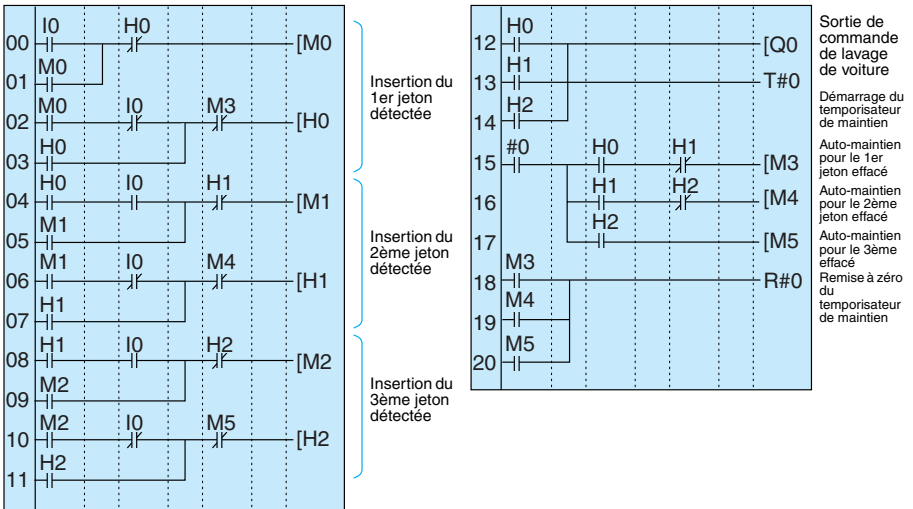 I0 H0
00 [M0
M0
01
M0 I0 M3
02 [H0
H0
03
H0 I0 H1
04 [M1
M1
05
M1 I0 M4
06 [H1
H1
07
H1 I0 H2
08 [M2
M2
09
M2 I0 M5
10 [H2
H2
11
Insertion du
1er jeton
détectée
Insertion du
2ème jeton
détectée
Insertion du
3ème jeton
détectée
H0
12 [Q0
H1
13 T#0
H2
14
#0 H0 H1
15 [M3
H1 H2
16 [M4
H2
17 [M5
M3
18 R#0
M4
19
M5
20
Sortie de
commande
de lavage
de voiture
Démarrage du
temporisateur
de maintien
Auto-maintien
pour le 1er
jeton effacé
Auto-maintien
pour le 2ème
jeton effacé
Auto-maintien
pour le 3ème
effacé
Remise à zéro
du
temporisateur
de maintien